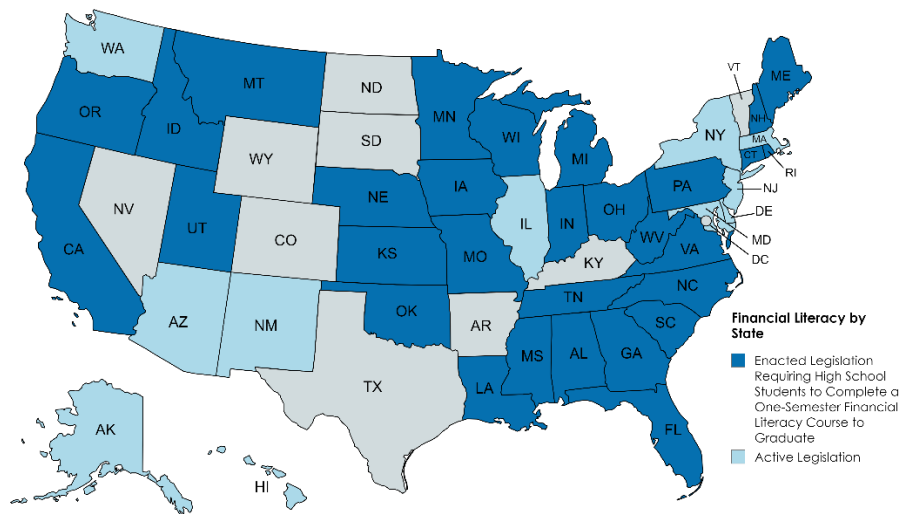 WA
MT
ND
MN
VT
ME
OR
ID
SD
WI
NY
NH
MA
WY
MI
CT
RI
NV
NE
IA
PA
NJ
UT
CO
IL
IN
OH
DE
CA
KS
MO
WV
VA
MD
KY
DC
AZ
NM
OK
AR
TN
NC
SC
TX
MS
AL
GA
LA
FL
AK
HI
Financial Literacy by
State
Enacted Legislation
Requiring High School
Students to Complete a
One-Semester Financial
Literacy Course to
Graduate
Active Legislation